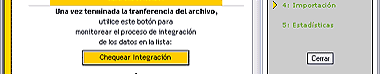 Una vez terminada la tranferencia del archivo,
utilice este botón para
monitorear el proceso de integración
de los datos en la lista:
Chequear Integración
4: Importación
5: Estadísticas
Cerrar